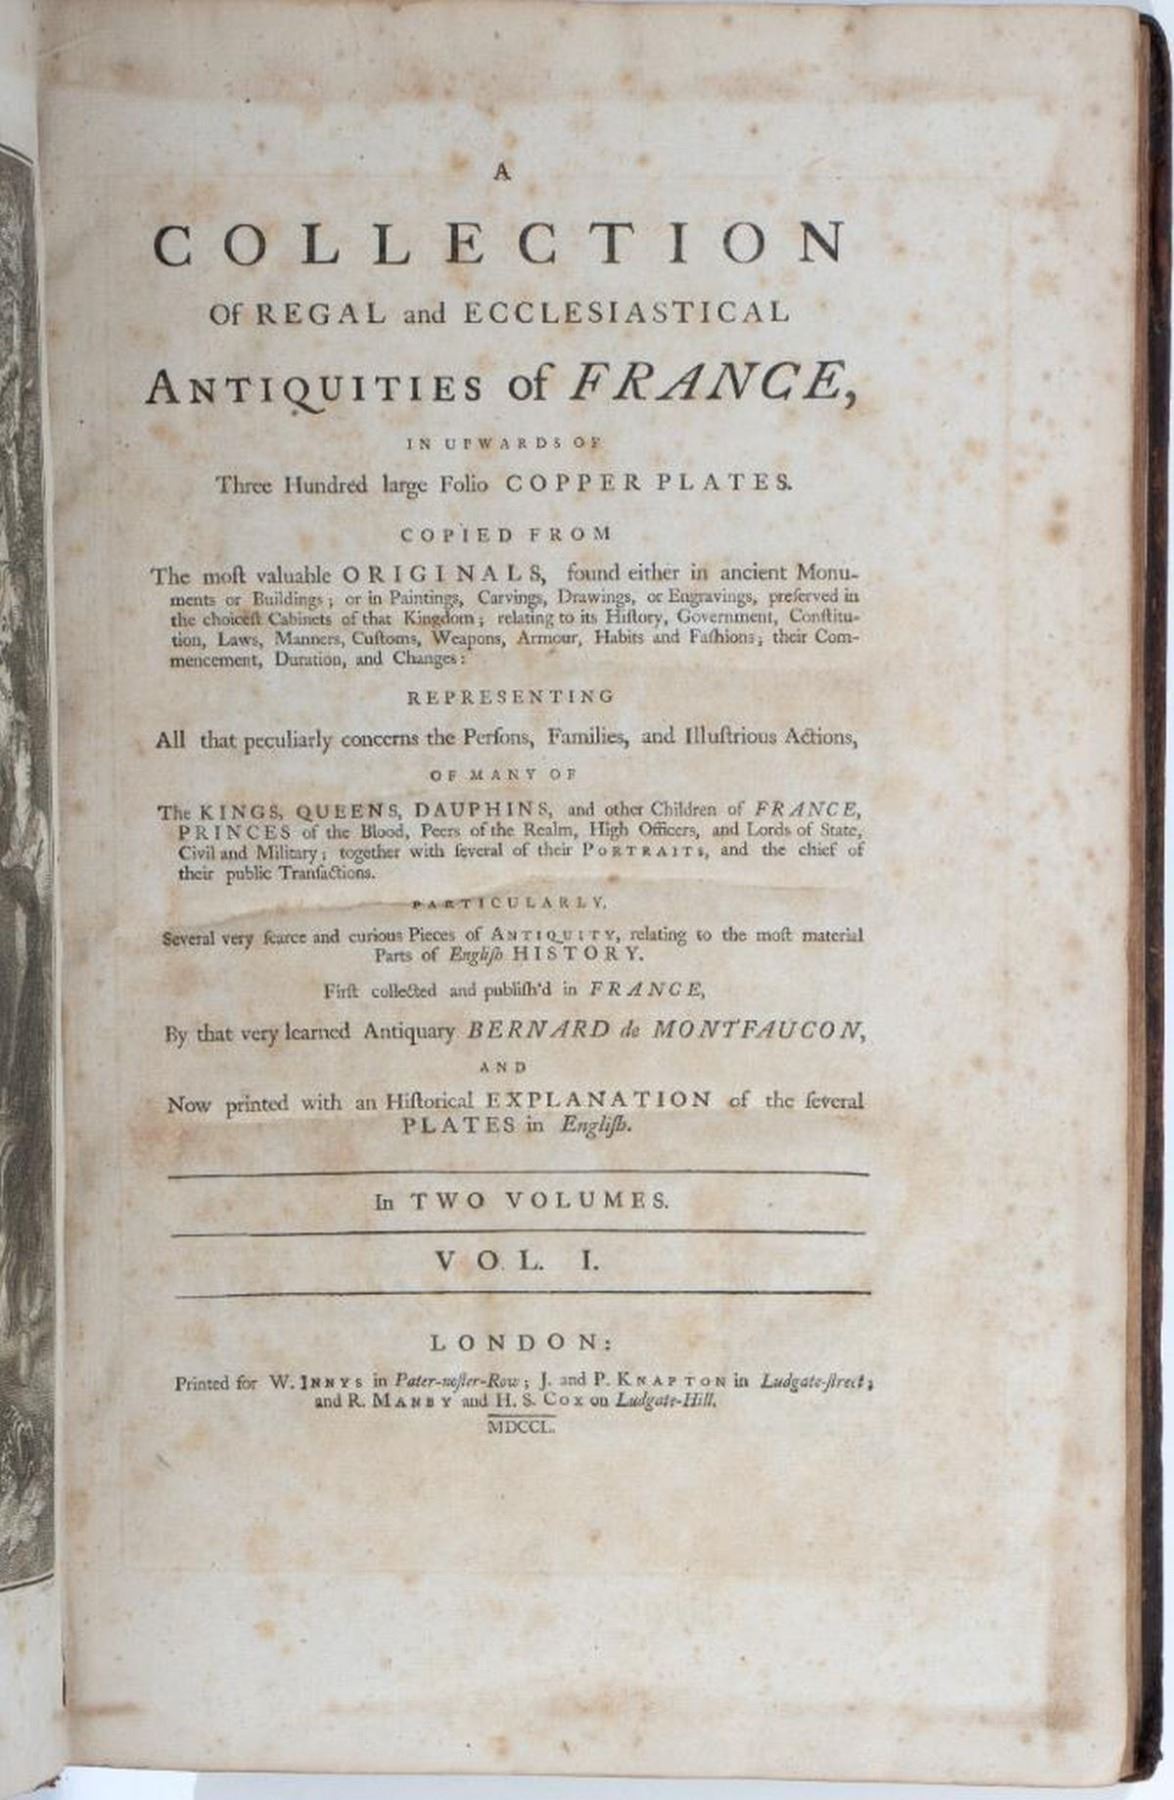 A
COLLECTION
Of REGAL and ECCLESIASTICAL
ANTIQUITIES of FRANCE,
IN UPWARDS OF
Three Hundred large Folio COPPER PLATES.
COPIED FROM
The moſt valuable ORIGINALS, found either in ancient Monu-
ments or Buildings; or in Paintings, Carvings, Drawings, or Engravings, preſerved in
the choiceſt Cabinets of that Kingdom; relating to its Hiſtory, Government, Conſtitu-
tion, Laws, Manners, Cuſtoms, Weapons, Armour, Habits and Faſhions; their Com-
mencement, Duration, and Changes:
REPRESENTING
All that peculiarly concerns the Perſons, Families, and Illuſtrious Actions,
OF MANY OF
The KINGS, QUEENS, DAUPHINS, and other Children of FRANCE,
PRINCES of the Blood, Peers of the Realm, High Officers, and Lords of State,
Civil and Military; together with ſeveral of their PORTRAITS, and the chief of
their public Tranſactions.
PARTICULARLY,
Several very ſcarce and curious Pieces of ANTIQUITY, relating to the moſt material
Parts of Engliſh HISTORY.
Firſt collected and publiſh'd in FRANCE,
By that very learned Antiquary BERNARD de MONTFAUCON,
AND
Now printed with an Hiſtorical EXPLANATION of the ſeveral
PLATES in Engliſh.
In TWO VOLUMES.
VOL. I.
LONDON:
Printed for W. INNYS in Pater-noſter-Row; J. and P. KNAPTON in Ludgate-ſtreet;
and R. MANBY and H. S. COX on Ludgate-Hill.
MDCCL.